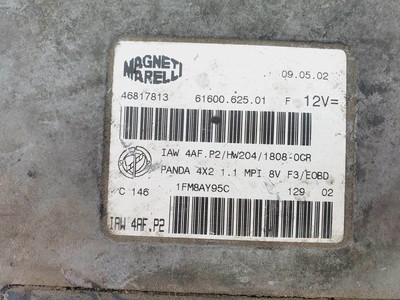 MAGNETI MARELLI
09.05.02
46817813 61600.625.01 F 12V=
IAW 4AF.P2/HW204/1808-0CR
PANDA 4X2 1.1 MPI 8V F3/EOBD
C 146 1FM8AY95C 129 02
IAW 4AF.P2